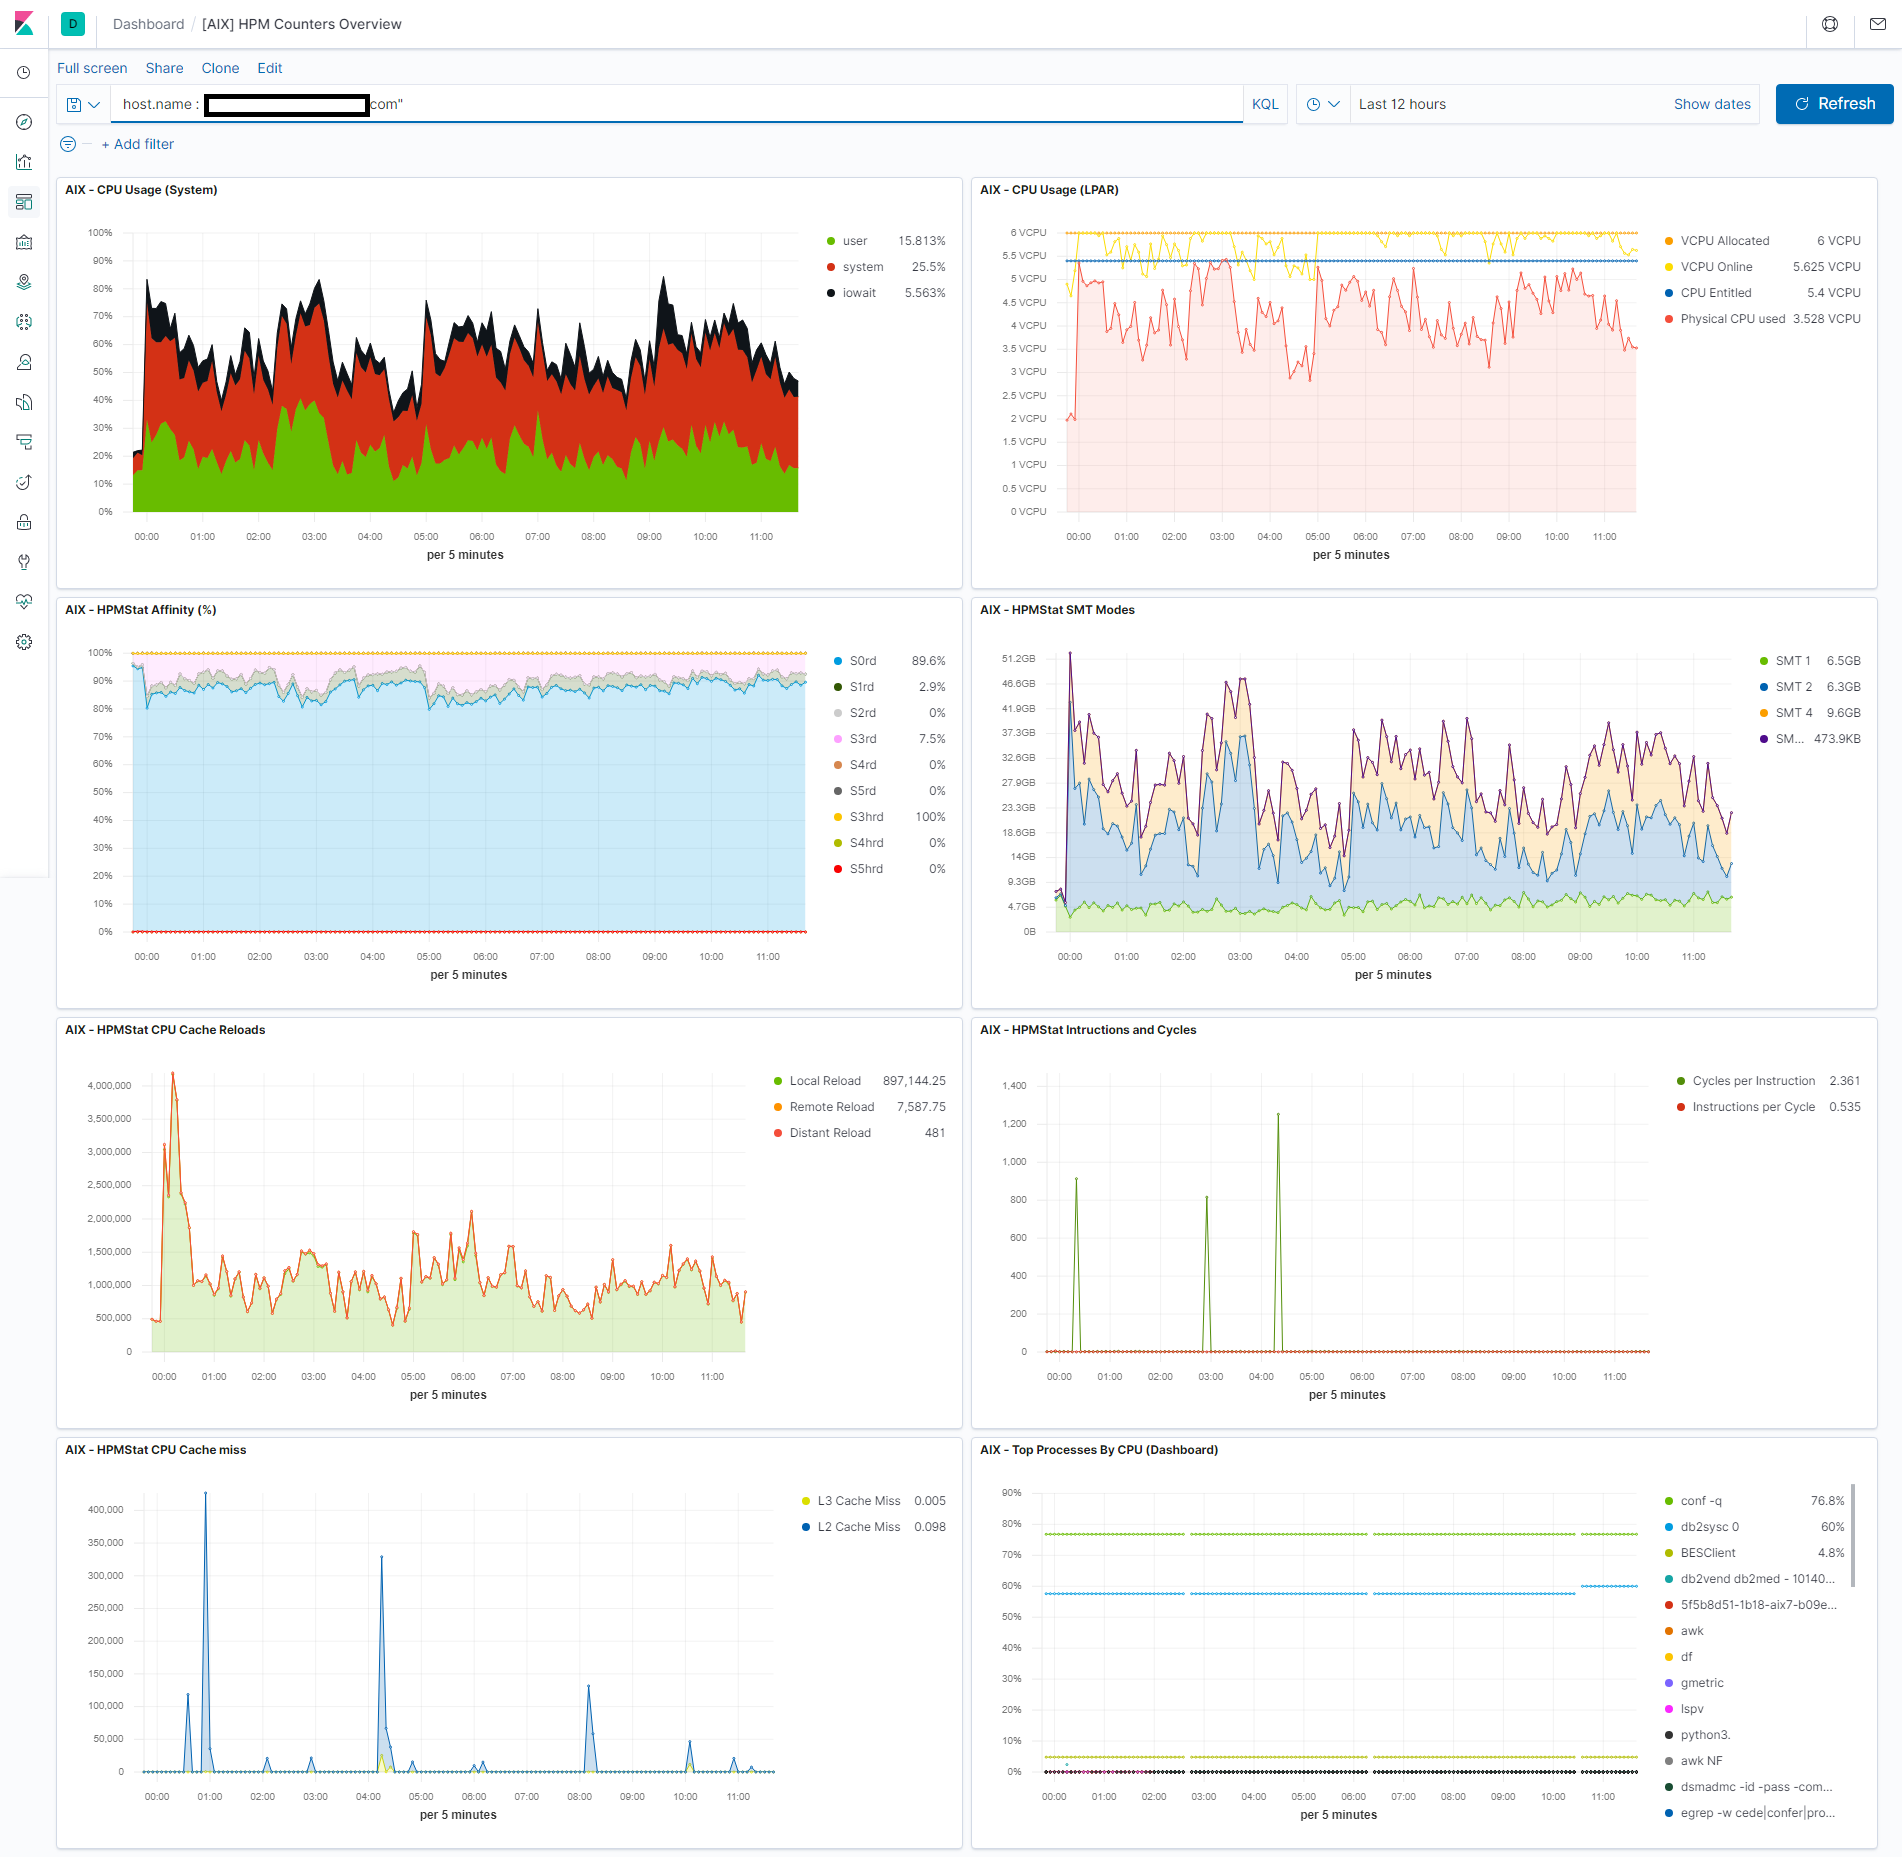 D Dashboard / [AIX] HPM Counters Overview
Full screen Share Clone Edit
host.name : com" KQL Last 12 hours Show dates Refresh
+ Add filter
AIX - CPU Usage (System)
100%
90%
80%
70%
60%
50%
40%
30%
20%
10%
0%
00:00 01:00 02:00 03:00 04:00 05:00 06:00 07:00 08:00 09:00 10:00 11:00
per 5 minutes
user 15.813%
system 25.5%
iowait 5.563%
AIX - CPU Usage (LPAR)
6 VCPU
5.5 VCPU
5 VCPU
4.5 VCPU
4 VCPU
3.5 VCPU
3 VCPU
2.5 VCPU
2 VCPU
1.5 VCPU
1 VCPU
0.5 VCPU
0 VCPU
00:00 01:00 02:00 03:00 04:00 05:00 06:00 07:00 08:00 09:00 10:00 11:00
per 5 minutes
VCPU Allocated 6 VCPU
VCPU Online 5.625 VCPU
CPU Entitled 5.4 VCPU
Physical CPU used 3.528 VCPU
AIX - HPMStat Affinity (%)
100%
90%
80%
70%
60%
50%
40%
30%
20%
10%
0%
00:00 01:00 02:00 03:00 04:00 05:00 06:00 07:00 08:00 09:00 10:00 11:00
per 5 minutes
S0rd 89.6%
S1rd 2.9%
S2rd 0%
S3rd 7.5%
S4rd 0%
S5rd 0%
S3hrd 100%
S4hrd 0%
S5hrd 0%
AIX - HPMStat SMT Modes
51.2GB
46.6GB
41.9GB
37.3GB
32.6GB
27.9GB
23.3GB
18.6GB
14GB
9.3GB
4.7GB
0B
00:00 01:00 02:00 03:00 04:00 05:00 06:00 07:00 08:00 09:00 10:00 11:00
per 5 minutes
SMT 1 6.5GB
SMT 2 6.3GB
SMT 4 9.6GB
SM... 473.9KB
AIX - HPMStat CPU Cache Reloads
4,000,000
3,500,000
3,000,000
2,500,000
2,000,000
1,500,000
1,000,000
500,000
0
00:00 01:00 02:00 03:00 04:00 05:00 06:00 07:00 08:00 09:00 10:00 11:00
per 5 minutes
Local Reload 897,144.25
Remote Reload 7,587.75
Distant Reload 481
AIX - HPMStat Intructions and Cycles
1,400
1,200
1,000
800
600
400
200
0
00:00 01:00 02:00 03:00 04:00 05:00 06:00 07:00 08:00 09:00 10:00 11:00
per 5 minutes
Cycles per Instruction 2.361
Instructions per Cycle 0.535
AIX - HPMStat CPU Cache miss
400,000
350,000
300,000
250,000
200,000
150,000
100,000
50,000
0
00:00 01:00 02:00 03:00 04:00 05:00 06:00 07:00 08:00 09:00 10:00 11:00
per 5 minutes
L3 Cache Miss 0.005
L2 Cache Miss 0.098
AIX - Top Processes By CPU (Dashboard)
90%
80%
70%
60%
50%
40%
30%
20%
10%
0%
00:00 01:00 02:00 03:00 04:00 05:00 06:00 07:00 08:00 09:00 10:00 11:00
per 5 minutes
conf -q 76.8%
db2sysc 0 60%
BESClient 4.8%
db2vend db2med - 10140...
5f5b8d51-1b18-aix7-b09e...
awk
df
gmetric
lspv
python3.
awk NF
dsmadmc -id -pass -com...
egrep -w cede|confer|pro...